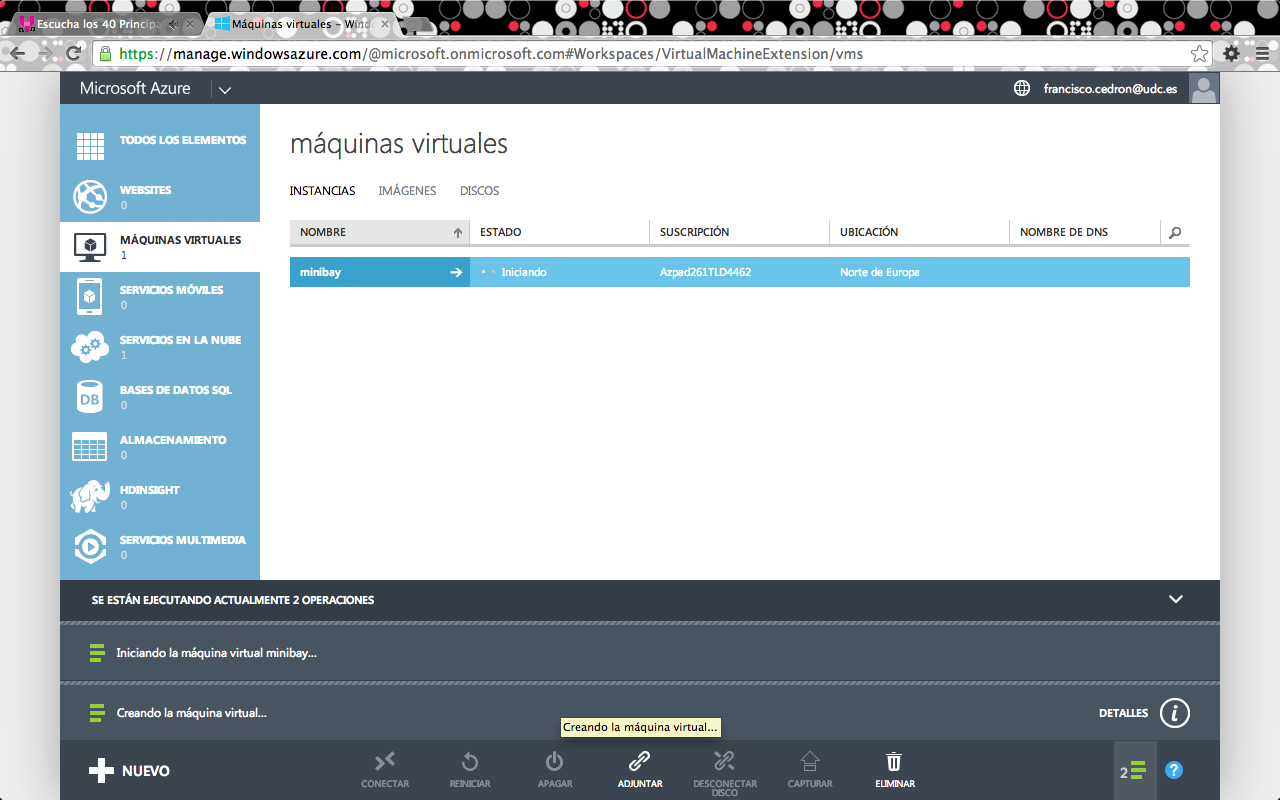 Escucha los 40 Principa
Máquinas virtuales – Wind
https://manage.windowsazure.com/@microsoft.onmicrosoft.com#Workspaces/VirtualMachineExtension/vms
Microsoft Azure
francisco.cedron@udc.es
TODOS LOS ELEMENTOS
WEBSITES
0
MÁQUINAS VIRTUALES
1
SERVICIOS MÓVILES
0
SERVICIOS EN LA NUBE
1
DB
BASES DE DATOS SQL
0
ALMACENAMIENTO
0
HDINSIGHT
0
SERVICIOS MULTIMEDIA
0
máquinas virtuales
INSTANCIAS IMÁGENES DISCOS
NOMBRE ESTADO SUSCRIPCIÓN UBICACIÓN NOMBRE DE DNS
minibay Iniciando Azpad261TLD4462 Norte de Europa
SE ESTÁN EJECUTANDO ACTUALMENTE 2 OPERACIONES
Iniciando la máquina virtual minibay...
Creando la máquina virtual...
DETALLES i
Creando la máquina virtual...
NUEVO
CONECTAR
REINICIAR
APAGAR
ADJUNTAR
DESCONECTAR
DISCO
CAPTURAR
ELIMINAR
2
?